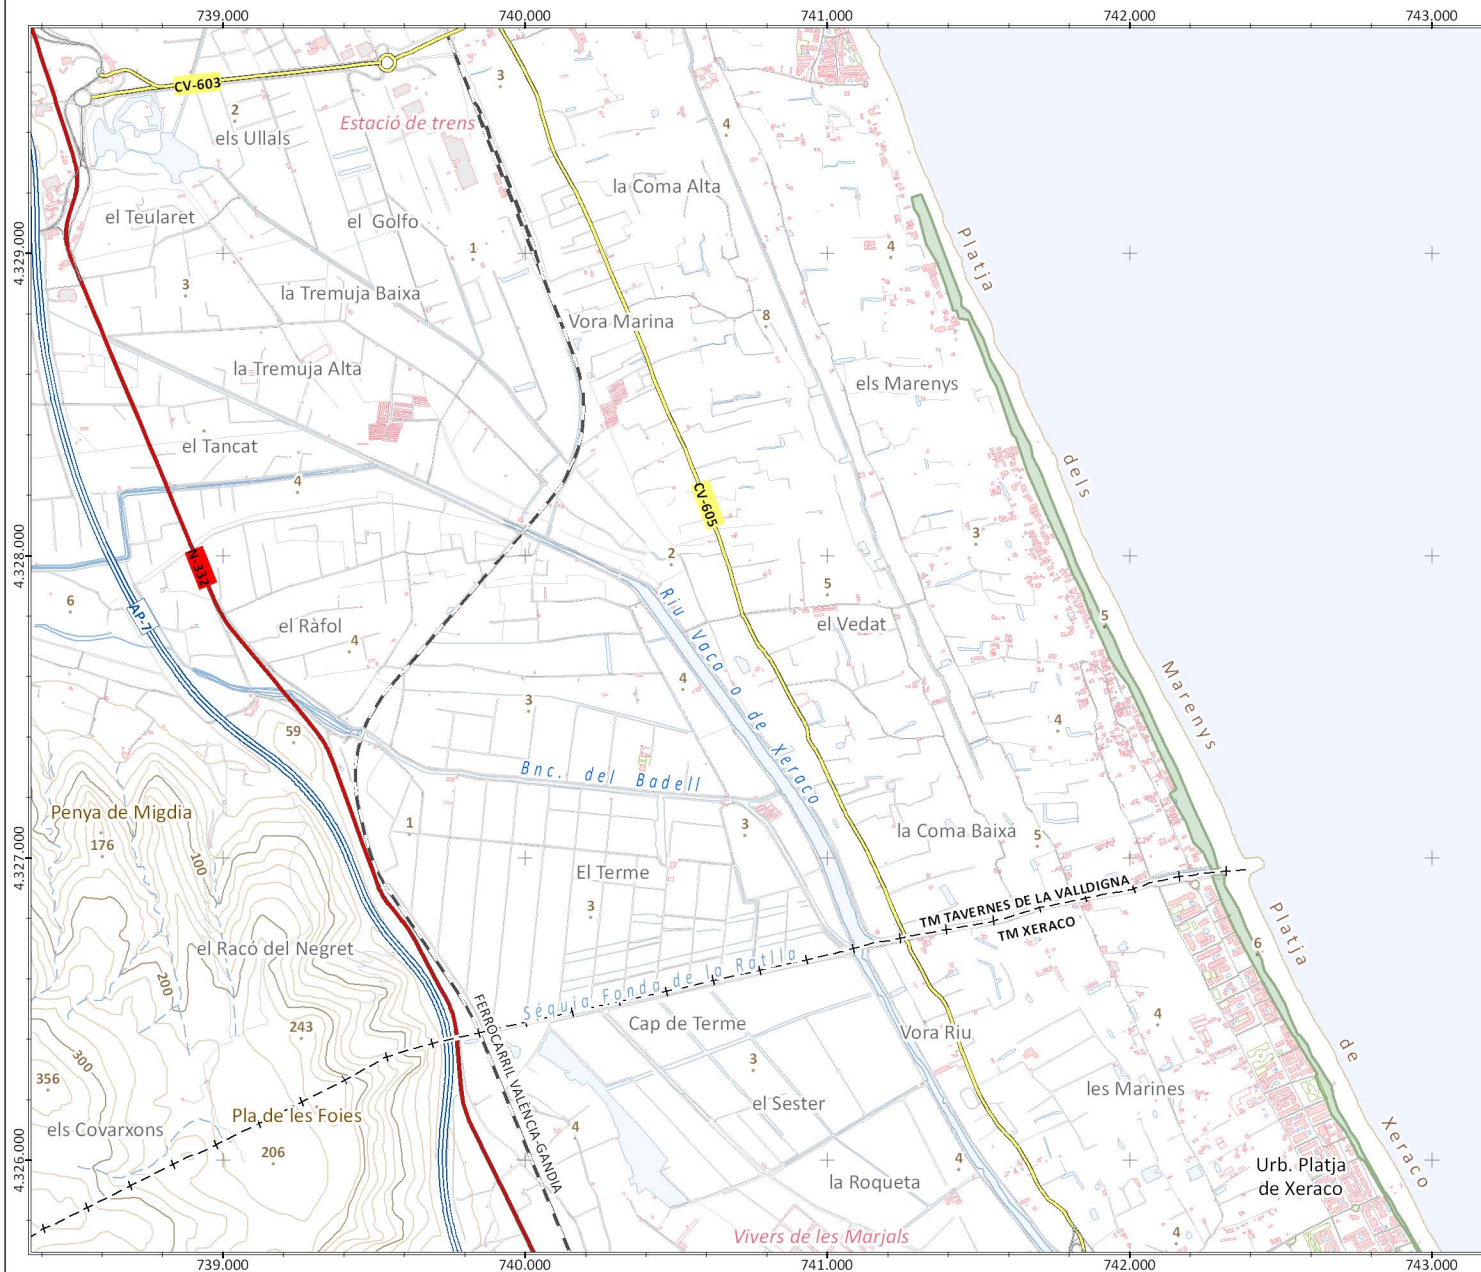 739.000
740.000
741.000
742.000
743.000
CV-603
3
2
Estació de trens
4
els Ullals
la Coma Alta
el Teularet
el Golfo
4
Platja
4.329.000
1
3
la Tremuja Baixa
8
Vora Marina
la Tremuja Alta
els Marenys
el Tancat
dels
4
CV-605
3
4.328.000
N-332
2
5
6
AP-7
Riu Vaca o de Xeraco
5
el Ràfol
el Vedat
4
4
Marenys
3
59
4
Bnc. del Badell
Penya de Migdia
1
3
la Coma Baixa
5
176
100
4.327.000
El Terme
TM TAVERNES DE LA VALLDIGNA
3
TM XERACO
Platja
el Racó del Negret
6
Séquia Fonda de la Ratlla
200
FERROCARRIL VALÈNCIA-GANDIA
4
243
Cap de Terme
Vora Riu
de
300
3
356
les Marines
el Sester
Pla de les Foies
els Covarxons
4
Xeraco
206
4
4.326.000
Urb. Platja
de Xeraco
la Roqueta
Vivers de les Marjals
4
739.000
740.000
741.000
742.000
743.000